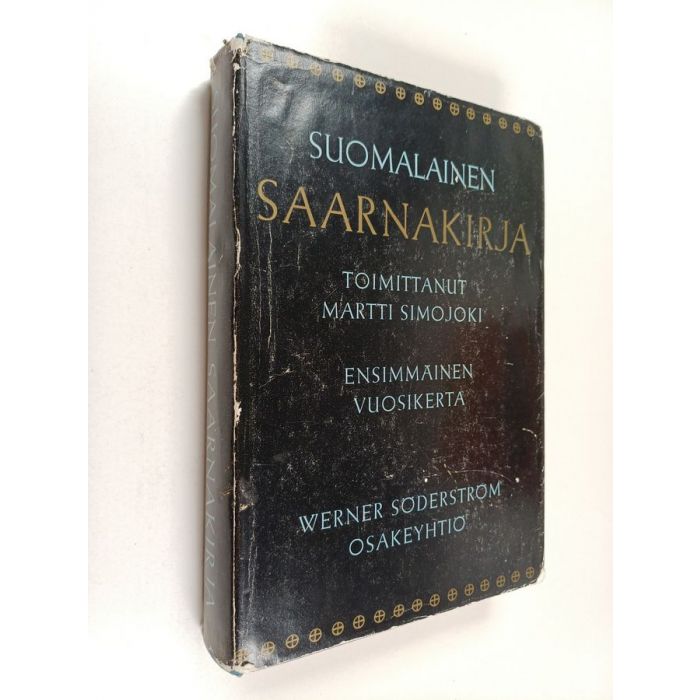 SUOMALAINEN
SAARNAKIRJA
TOIMITTANUT
MARTTI SIMOJOKI
ENSIMMÄINEN
VUOSIKERTA
WERNER SÖDERSTRÖM
OSAKEYHTIÖ
SUOMALAINEN SAARNAKIRJA